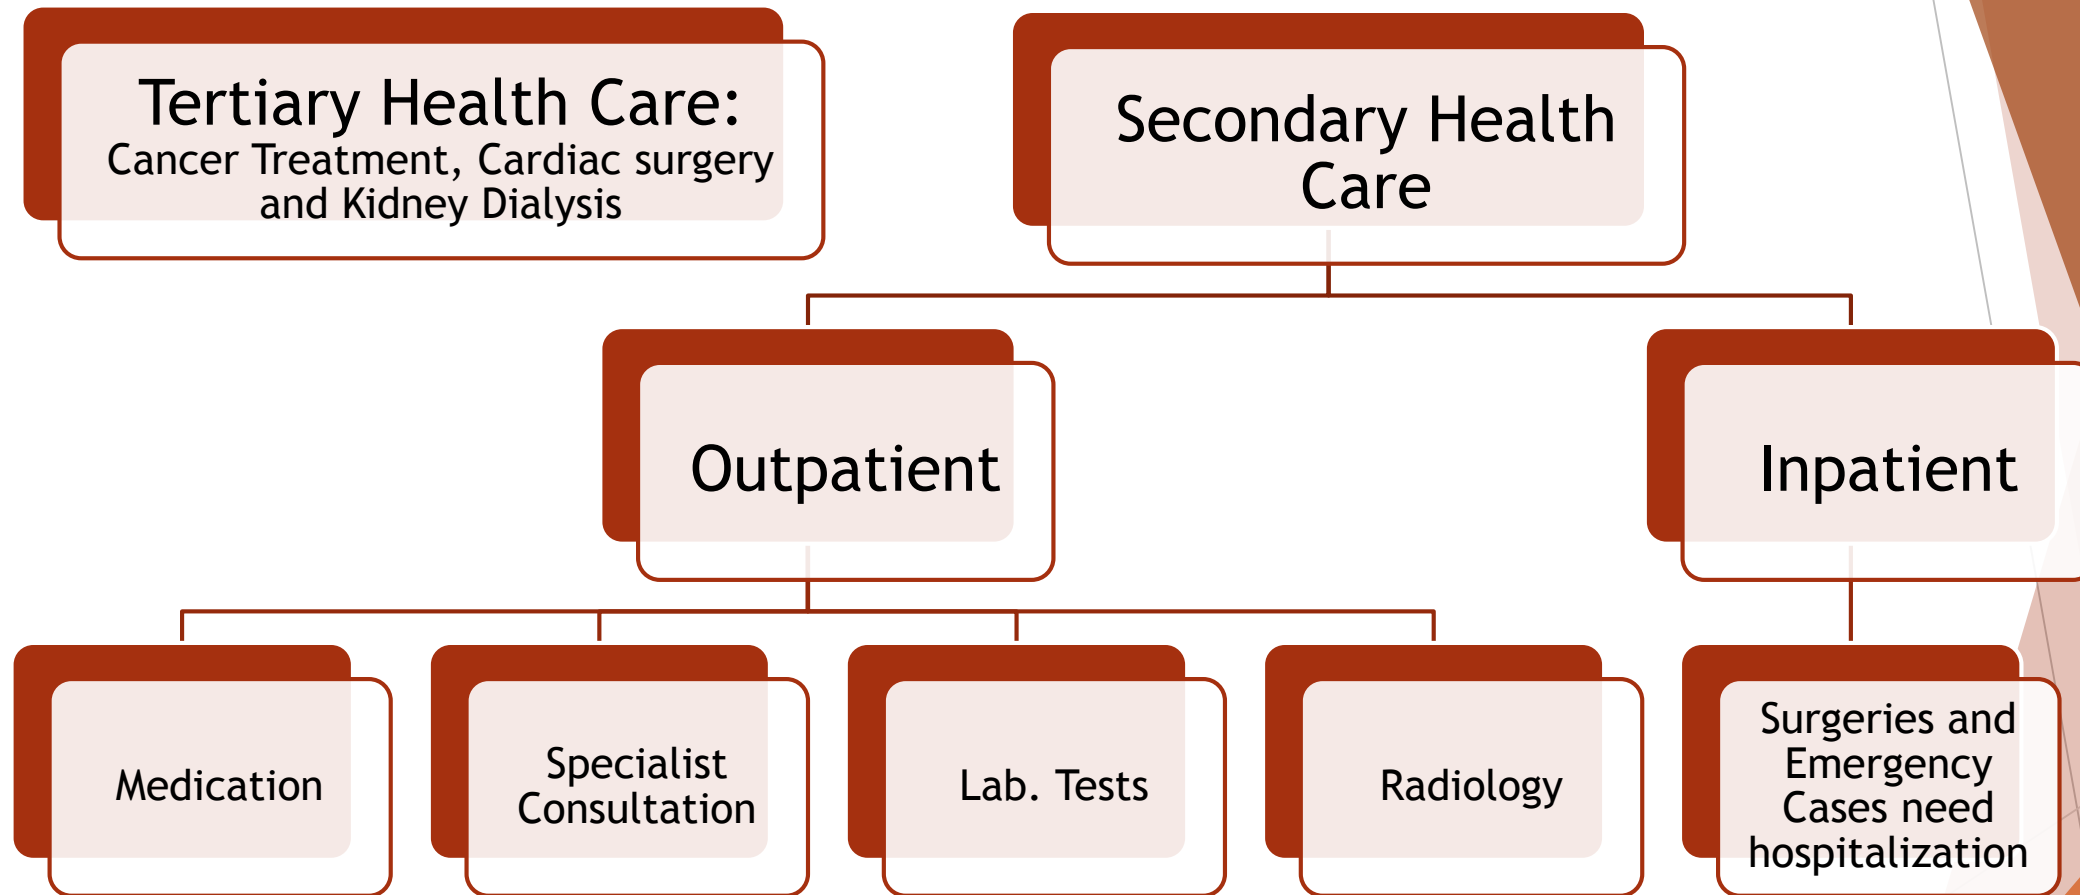 Tertiary Health Care:
Cancer Treatment, Cardiac surgery
and Kidney Dialysis
Secondary Health
Care
Outpatient
Inpatient
Medication
Specialist
Consultation
Lab. Tests
Radiology
Surgeries and
Emergency
Cases need
hospitalization